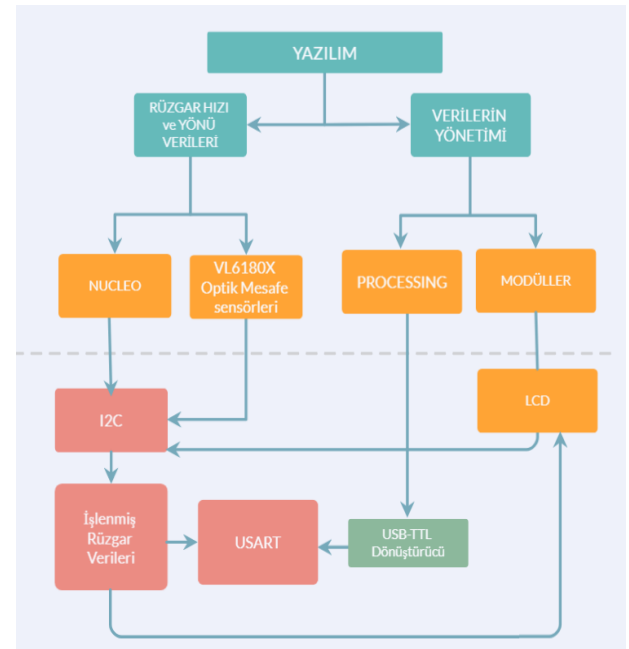 YAZILIM
RÜZGAR HIZI
ve YÖNÜ
VERİLERİ
VERİLERİN
YÖNETİMİ
NUCLEO
VL6180X
Optik Mesafe
sensörleri
PROCESSING
MODÜLLER
I2C
LCD
İşlenmiş
Rüzgar
Verileri
USART
USB-TTL
Dönüştürücü